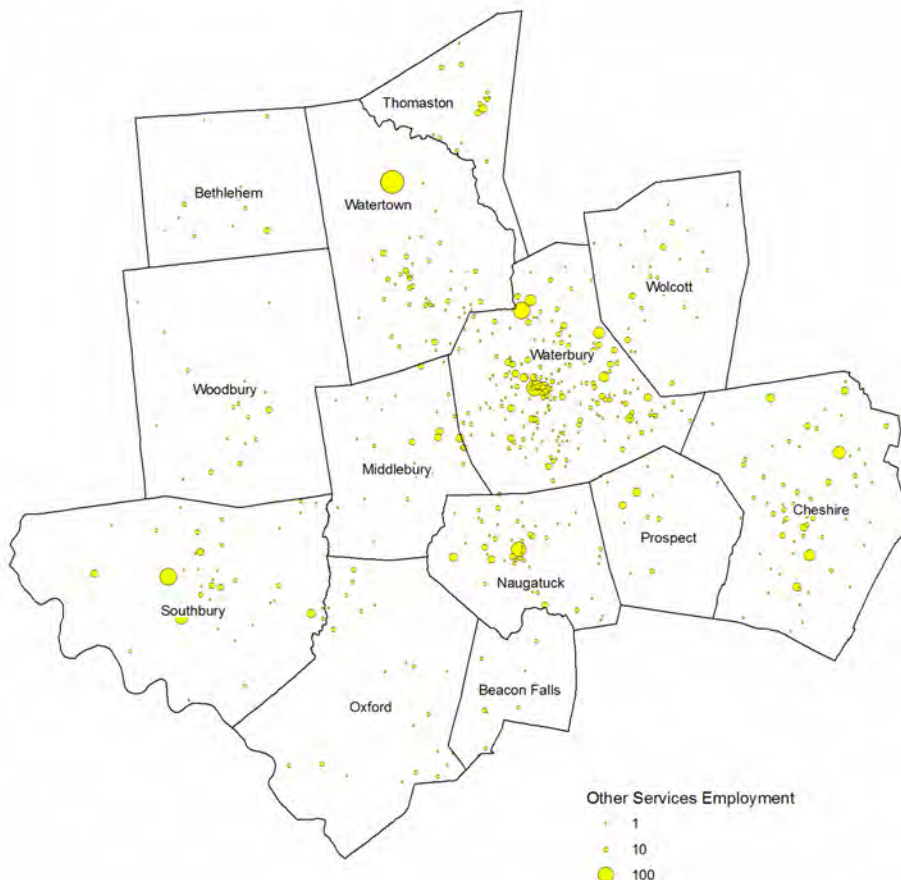 Thomaston
Bethlehem
Watertown
Wolcott
Waterbury
Woodbury
Middlebury
Cheshire
Prospect
Naugatuck
Southbury
Beacon Falls
Oxford
Other Services Employment
1
10
100